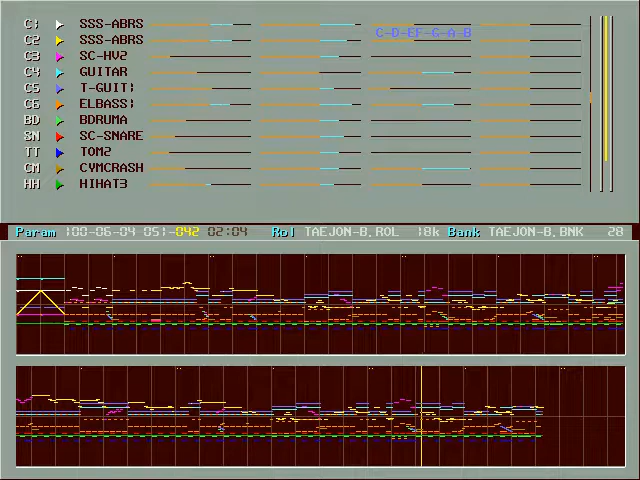 C1 SSS-ABRS
C-D-EF-G-A-B
C2 SSS-ABRS
C3 SC-HV2
C4 GUITAR
C5 T-GUIT1
C6 ELBASS1
BD BDRUMA
SN SC-SNARE
TT TOM2
CM CYMCRASH
HH HIHAT3
Param 100-06-04 051-042 02:04 Rol TAEJON-B.ROL 18k Bank TAEJON-B.BNK 28